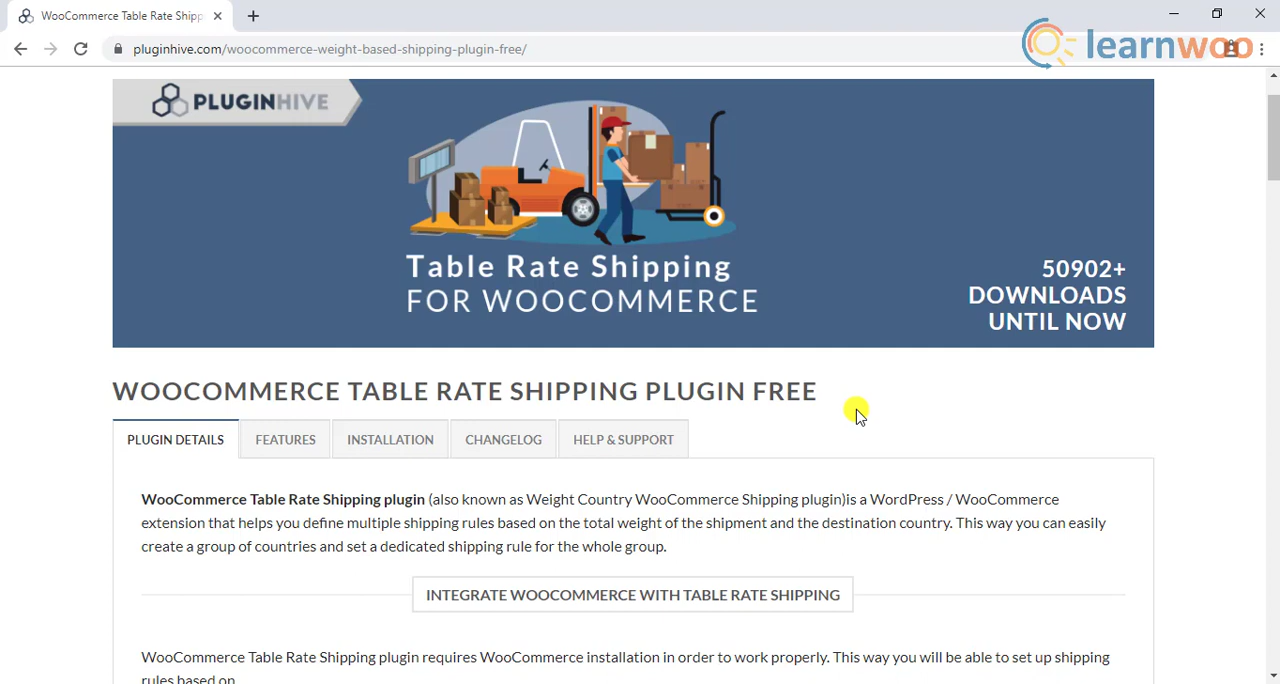 WooCommerce Table Rate Shipp
pluginhive.com/woocommerce-weight-based-shipping-plugin-free/
learnwoo
PLUGINHIVE
Table Rate Shipping
FOR WOOCOMMERCE
50902+
DOWNLOADS
UNTIL NOW
WOOCOMMERCE TABLE RATE SHIPPING PLUGIN FREE
PLUGIN DETAILS
FEATURES
INSTALLATION
CHANGELOG
HELP & SUPPORT
WooCommerce Table Rate Shipping plugin (also known as Weight Country WooCommerce Shipping plugin)is a WordPress / WooCommerce
extension that helps you define multiple shipping rules based on the total weight of the shipment and the destination country. This way you can easily
create a group of countries and set a dedicated shipping rule for the whole group.
INTEGRATE WOOCOMMERCE WITH TABLE RATE SHIPPING
WooCommerce Table Rate Shipping plugin requires WooCommerce installation in order to work properly. This way you will be able to set up shipping
rules based on